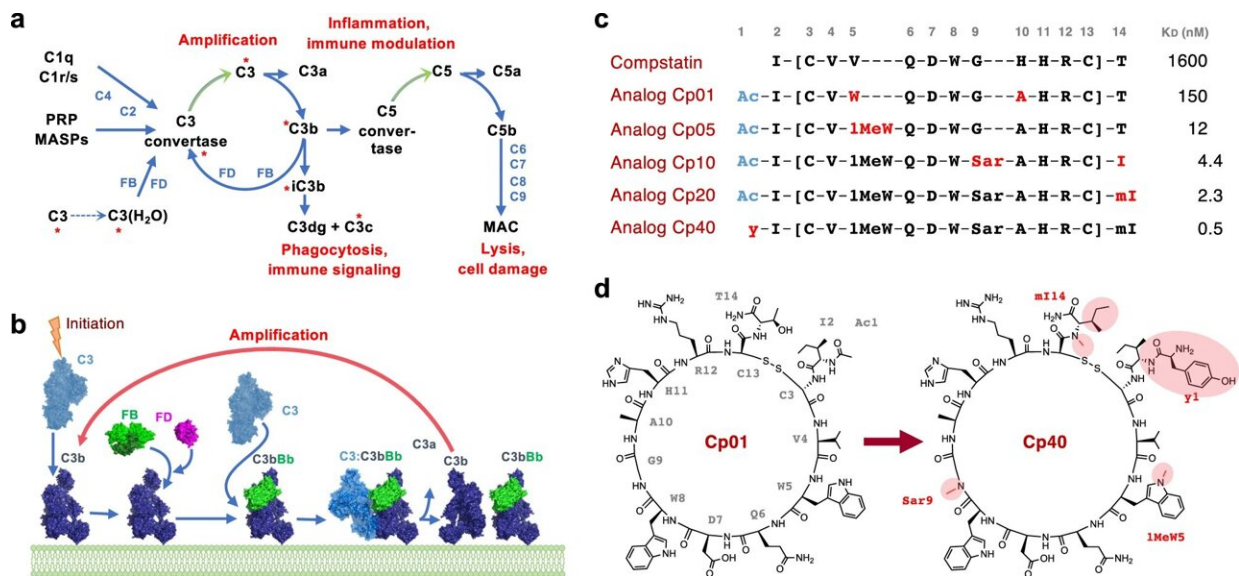 a
Inflammation,
immune modulation
Amplification
C1q
C1r/s
C4
C2
PRP
MASPs
C3
convertase
*
FB
FD
C3
*
C3(H₂O)
*
C3
*
C3a
*C3b
FD
FB
*iC3b
C3dg + C3c
*
Phagocytosis,
immune signaling
C5
conver-
tase
C5
C5a
C5b
C6
C7
C8
C9
MAC
Lysis,
cell damage
b
Initiation
Amplification
C3
C3b
FB
FD
C3
C3bBb
C3:C3bBb
C3a
C3b
C3bBb
c
1 2 3 4 5 6 7 8 9 10 11 12 13 14 KD (nM)
Compstatin I-[C-V-V----Q-D-W-G---H-H-R-C]-T 1600
Analog Cp01 Ac-I-[C-V-W----Q-D-W-G---A-H-R-C]-T 150
Analog Cp05 Ac-I-[C-V-1MeW-Q-D-W-G---A-H-R-C]-T 12
Analog Cp10 Ac-I-[C-V-1MeW-Q-D-W-Sar-A-H-R-C]-I 4.4
Analog Cp20 Ac-I-[C-V-1MeW-Q-D-W-Sar-A-H-R-C]-mI 2.3
Analog Cp40 y-I-[C-V-1MeW-Q-D-W-Sar-A-H-R-C]-mI 0.5
d
T14
I2
Ac1
R12
C13
H11
C3
A10
Cp01
V4
G9
W5
W8
D7
Q6
mI14
y1
Cp40
Sar9
1MeW5